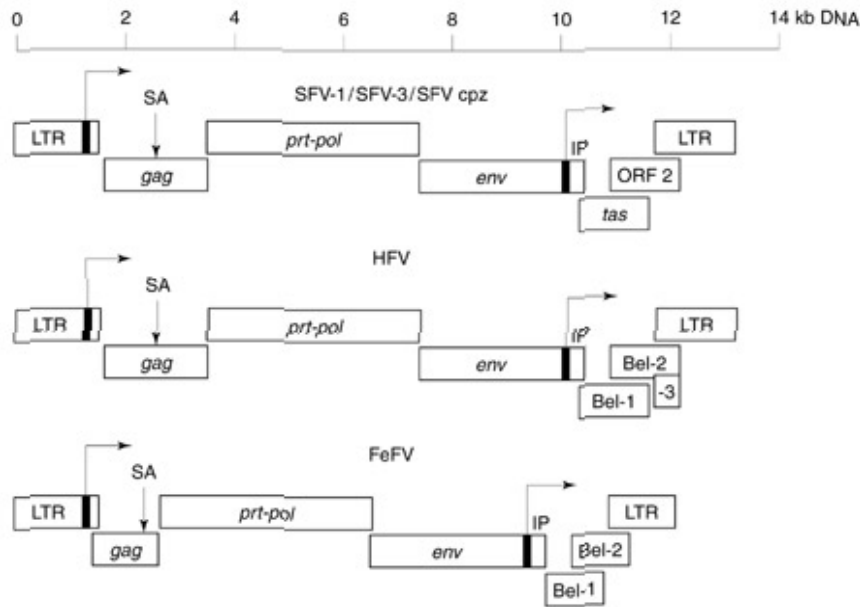 0 2 4 6 8 10 12 14 kb DNA
SFV-1/SFV-3/SFV cpz
SA
LTR prt-pol IP LTR
gag env ORF 2
tas
HFV
SA
LTR prt-pol IP LTR
gag env Bel-2
Bel-1 -3
FeFV
SA
LTR prt-pol IP LTR
gag env Bel-2
Bel-1